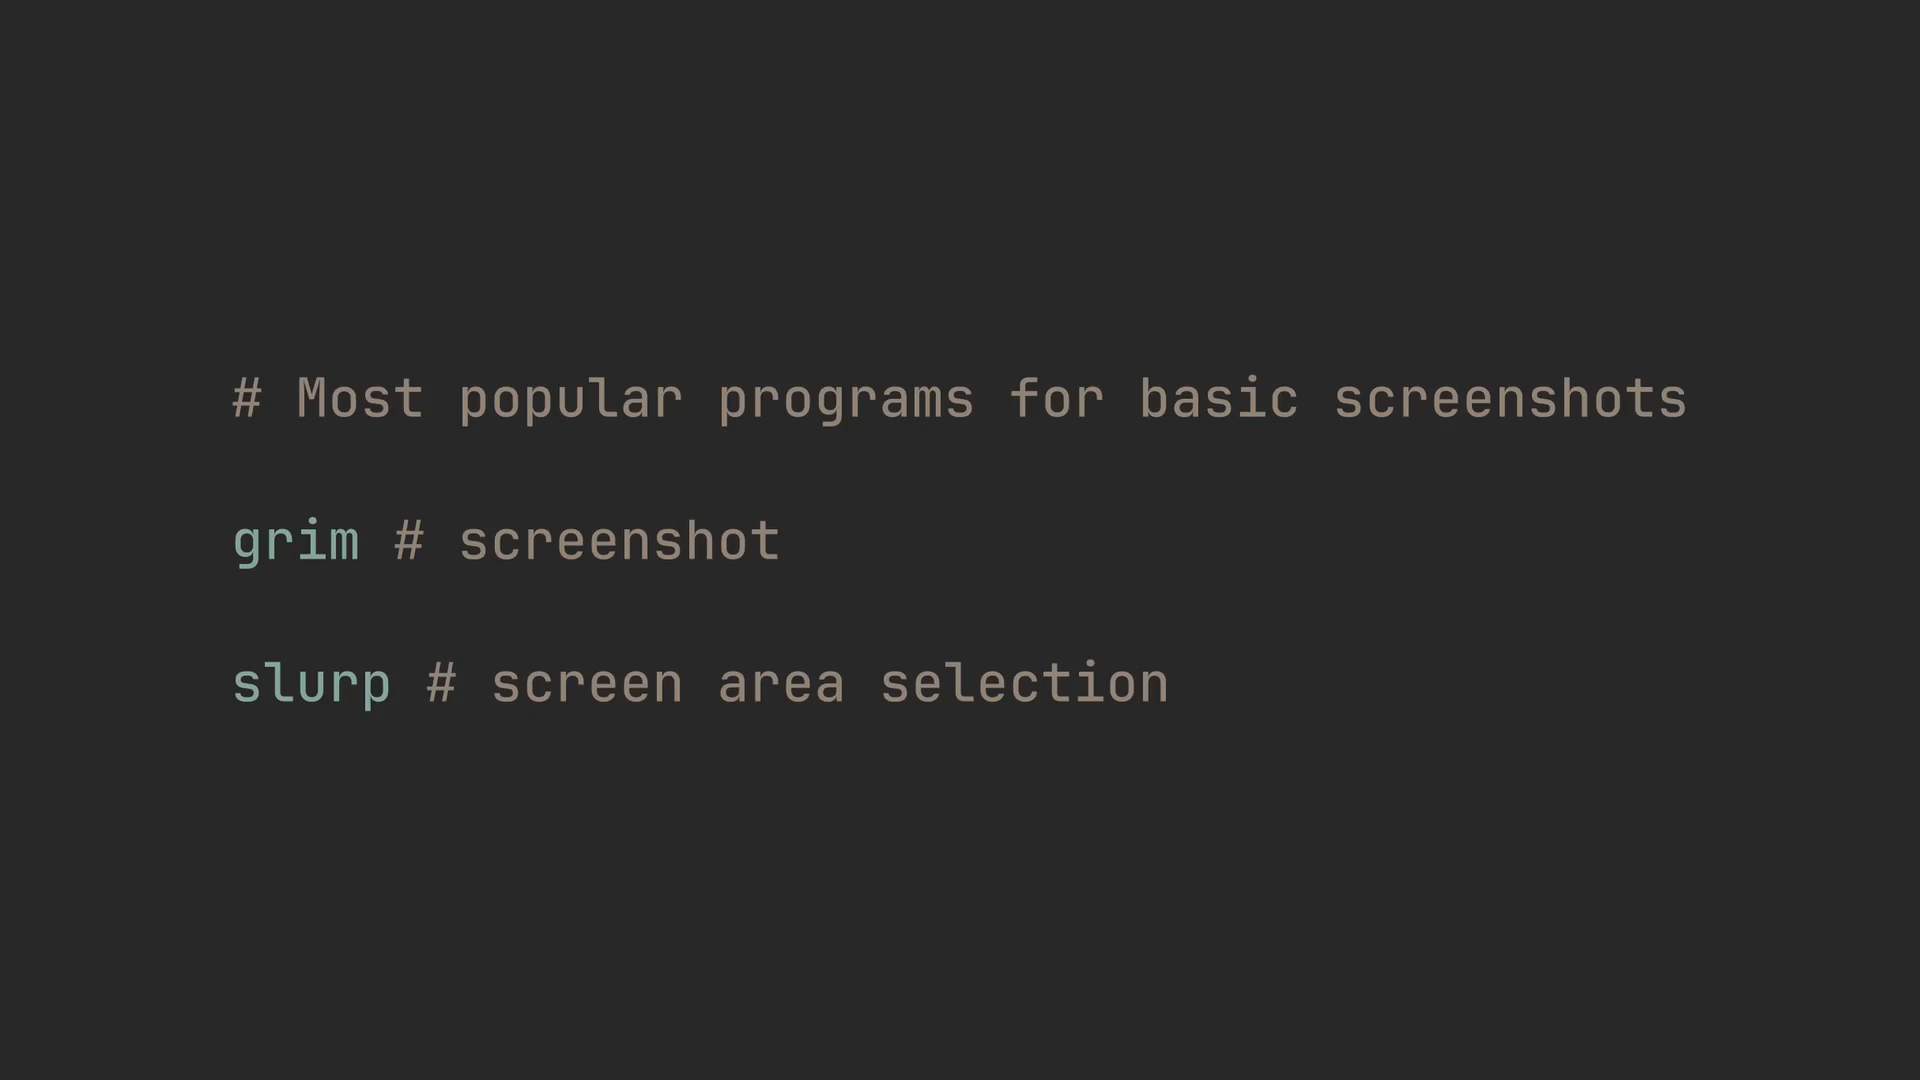 # Most popular programs for basic screenshots
grim # screenshot
slurp # screen area selection